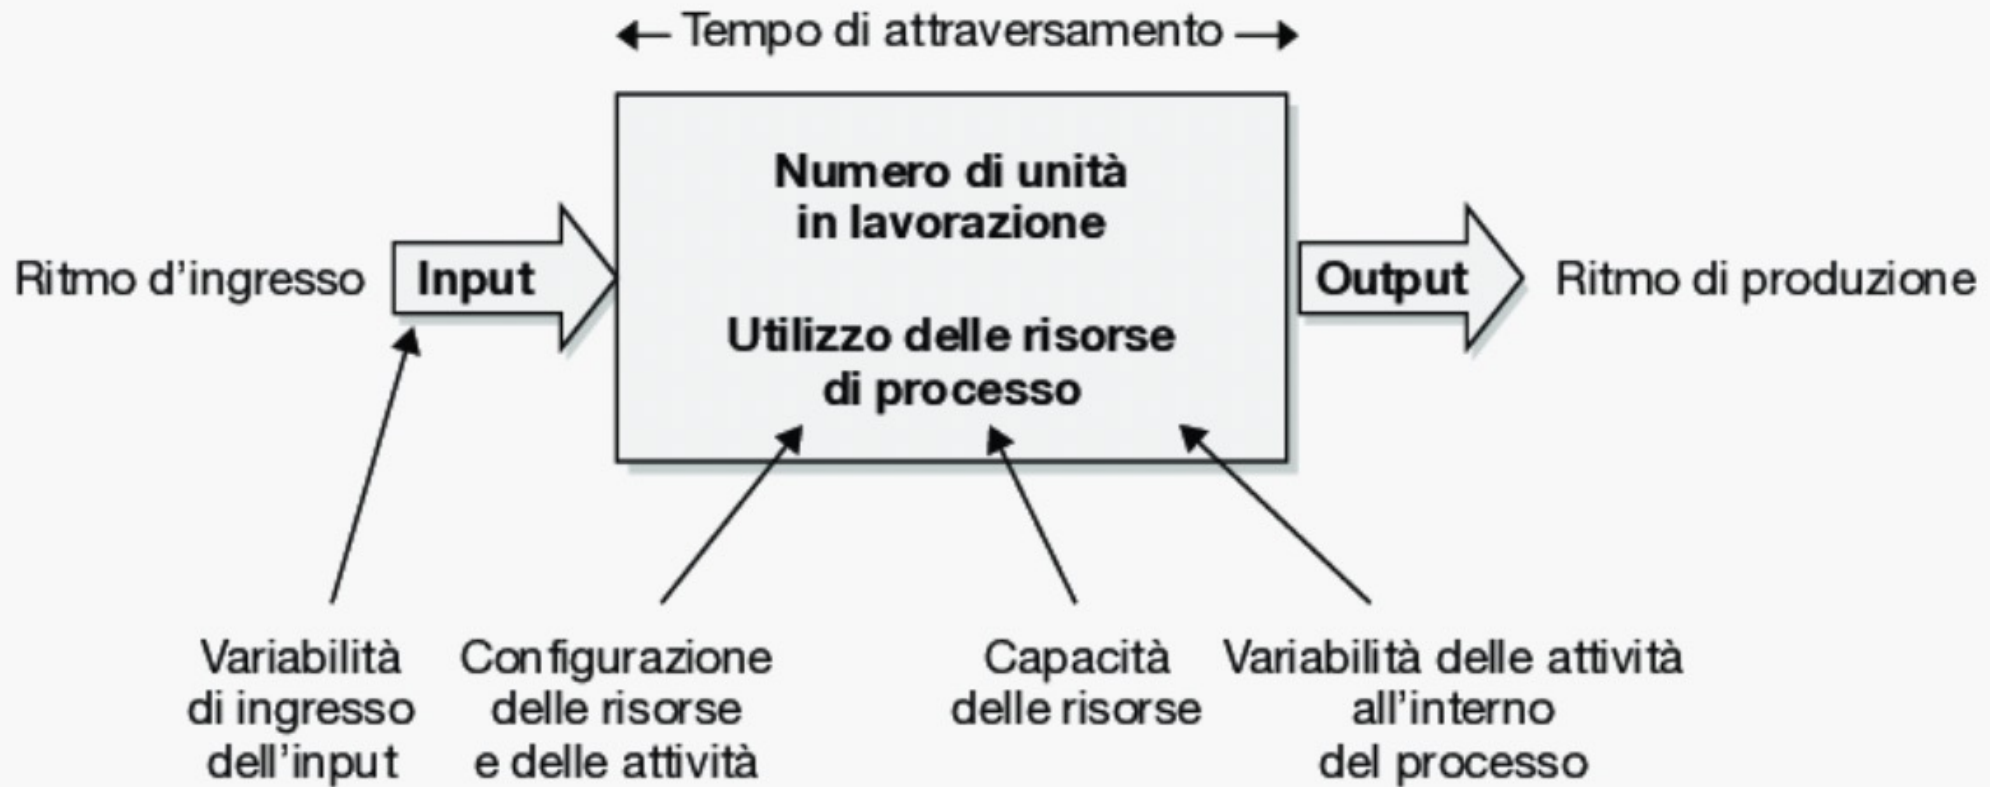 Tempo di attraversamento
Numero di unità
in lavorazione
Ritmo d'ingresso
Input
Output
Ritmo di produzione
Utilizzo delle risorse
di processo
Variabilità
di ingresso
dell'input
Configurazione
delle risorse
e delle attività
Capacità
delle risorse
Variabilità delle attività
all'interno
del processo